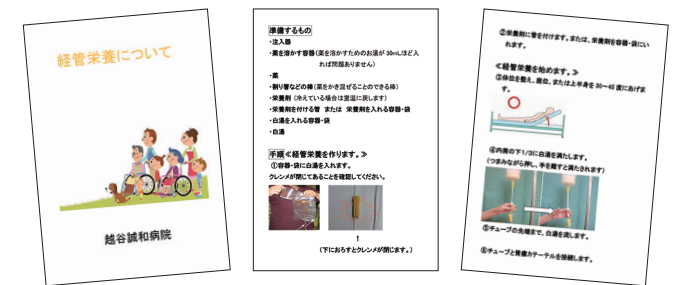 経管栄養について
越谷誠和病院
準備するもの
・注入器
・薬を溶かす容器（薬を溶かすためのお湯が 30mLほど入
れば問題ありません）
・薬
・割り箸などの棒（薬をかき混ぜることのできる棒）
・栄養剤（冷えている場合は室温に戻します）
・栄養剤を付ける管 または 栄養剤を入れる容器・袋
・白湯を入れる容器・袋
・白湯
手順≪経管栄養を作ります。≫
①容器・袋に白湯を入れます。
クレンメが閉じてあることを確認してください。
↑
（下におろすとクレンメが閉じます。）
②栄養剤に管を付けます。または、栄養剤を容器・袋にい
れます。
≪経管栄養を始めます。≫
③体位を整え、座位、または上半身を 30～45 度にあげま
す。
④内筒の下1/3に白湯を満たします。
（つまみながら押し、手を離すと満たされます）
⑤チューブの先端まで、白湯を流します。
⑥チューブと胃瘻カテーテルを接続します。